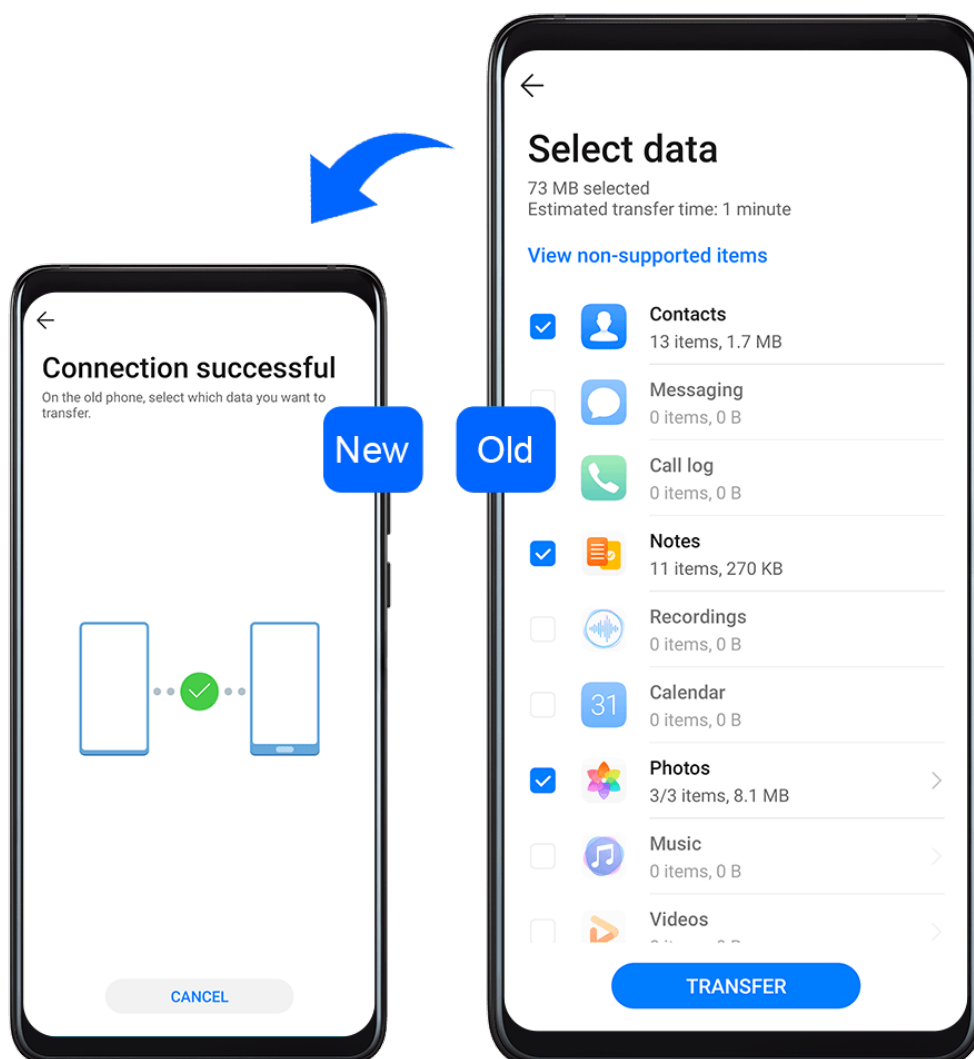 Connection successful
On the old phone, select which data you want to
transfer.
New
CANCEL
Old
Select data
73 MB selected
Estimated transfer time: 1 minute
View non-supported items
Contacts
13 items, 1.7 MB
Messaging
0 items, 0 B
Call log
0 items, 0 B
Notes
11 items, 270 KB
Recordings
0 items, 0 B
31
Calendar
0 items, 0 B
Photos
3/3 items, 8.1 MB
Music
0 items, 0 B
Videos
TRANSFER